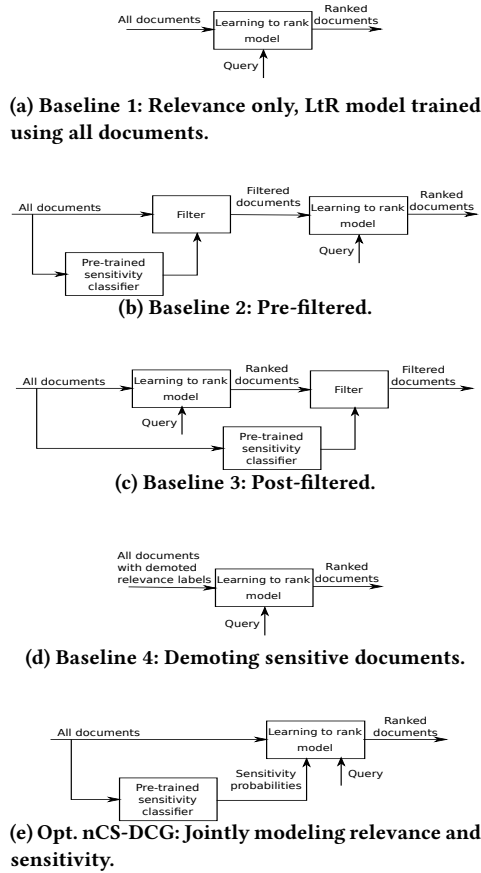 All documents
Learning to rank
model
Ranked
documents
Query
(a) Baseline 1: Relevance only, LtR model trained
using all documents.
All documents
Filter
Filtered
documents
Learning to rank
model
Ranked
documents
Query
Pre-trained
sensitivity
classifier
(b) Baseline 2: Pre-filtered.
All documents
Learning to rank
model
Ranked
documents
Filter
Filtered
documents
Query
Pre-trained
sensitivity
classifier
(c) Baseline 3: Post-filtered.
All documents
with demoted
relevance labels
Learning to rank
model
Ranked
documents
Query
(d) Baseline 4: Demoting sensitive documents.
All documents
Learning to rank
model
Ranked
documents
Sensitivity
probabilities
Query
Pre-trained
sensitivity
classifier
(e) Opt. nCS-DCG: Jointly modeling relevance and
sensitivity.